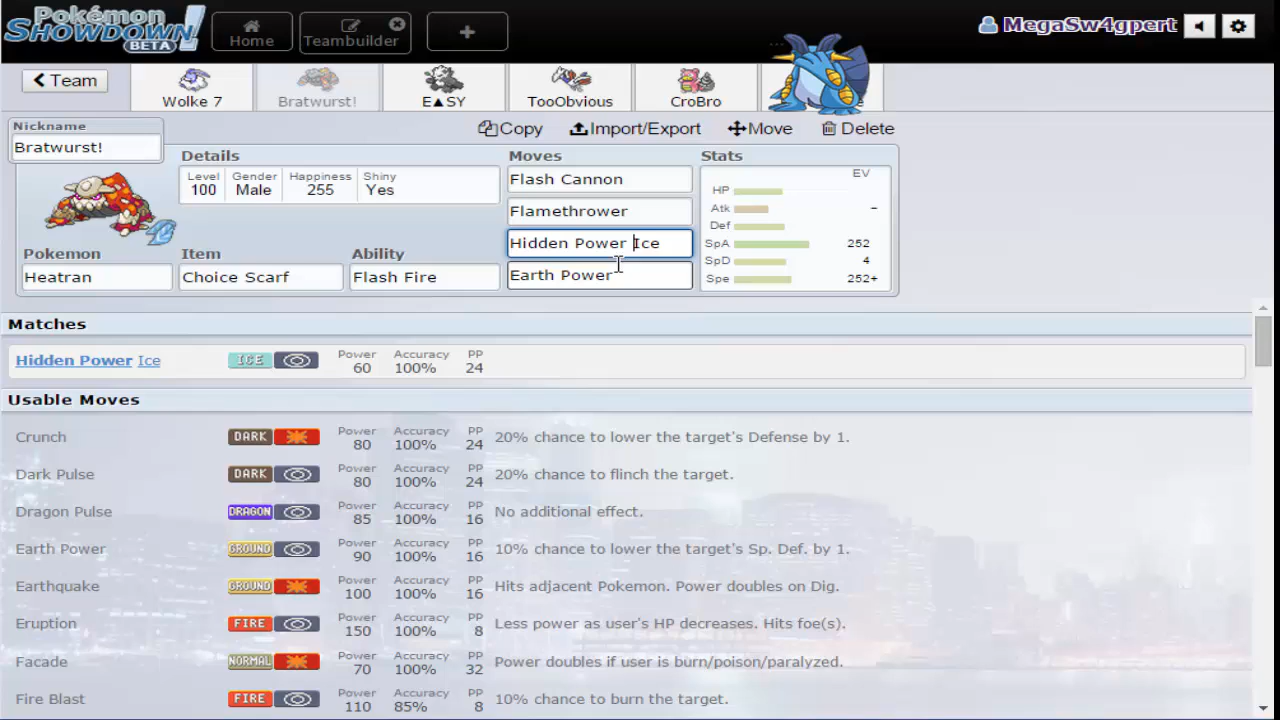 Pokémon
SHOWDOWN!
BETA
Home
Teambuilder
+
MegaSw4gpert
Team
Wolke 7
Bratwurst!
E▲SY
TooObvious
CroBro
Copy
Import/Export
Move
Delete
Nickname
Bratwurst!
Details
Moves
Stats
Level
100
Gender
Male
Happiness
255
Shiny
Yes
Flash Cannon
Flamethrower
Hidden Power Ice
Earth Power
EV
HP
Atk –
Def
SpA 252
SpD 4
Spe 252+
Pokemon
Heatran
Item
Choice Scarf
Ability
Flash Fire
Matches
Hidden Power Ice ICE Power 60 Accuracy 100% PP 24
Usable Moves
Crunch DARK Power 80 Accuracy 100% PP 24 20% chance to lower the target's Defense by 1.
Dark Pulse DARK Power 80 Accuracy 100% PP 24 20% chance to flinch the target.
Dragon Pulse DRAGON Power 85 Accuracy 100% PP 16 No additional effect.
Earth Power GROUND Power 90 Accuracy 100% PP 16 10% chance to lower the target's Sp. Def. by 1.
Earthquake GROUND Power 100 Accuracy 100% PP 16 Hits adjacent Pokemon. Power doubles on Dig.
Eruption FIRE Power 150 Accuracy 100% PP 8 Less power as user's HP decreases. Hits foe(s).
Facade NORMAL Power 70 Accuracy 100% PP 32 Power doubles if user is burn/poison/paralyzed.
Fire Blast FIRE Power 110 Accuracy 85% PP 8 10% chance to burn the target.